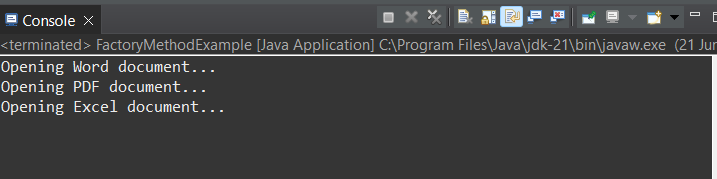 Console
<terminated> FactoryMethodExample [Java Application] C:\Program Files\Java\jdk-21\bin\javaw.exe (21 Jun
Opening Word document...
Opening PDF document...
Opening Excel document...